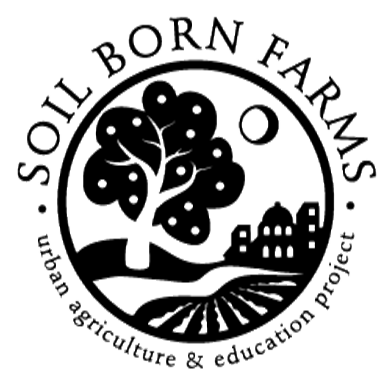 · SOIL BORN FARMS ·
urban agriculture & education project